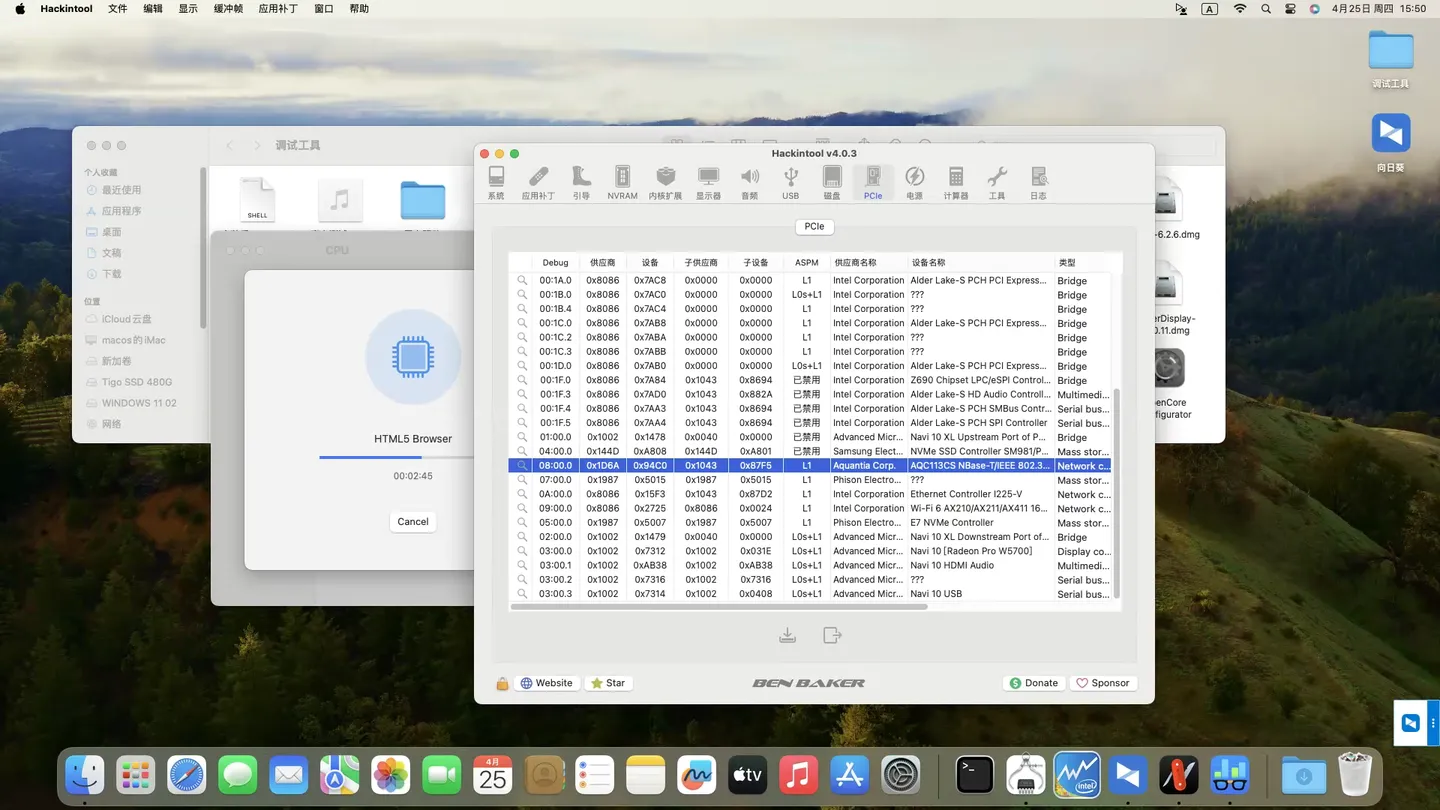 Hackintool 文件 编辑 显示 缓冲帧 应用补丁 窗口 帮助
A 4月25日 周四 15:50
调试工具
向日葵
调试工具
个人收藏
最近使用
应用程序
桌面
文稿
下载
位置
iCloud云盘
macos的iMac
新加卷
Tigo SSD 480G
WINDOWS 11 02
网络
SHELL
-6.2.6.dmg
erDisplay-
.0.11.dmg
enCore
figurator
CPU
HTML5 Browser
00:02:45
Cancel
Hackintool v4.0.3
系统 应用补丁 引导 NVRAM 内核扩展 显示器 音频 USB 磁盘 PCIe 电源 计算器 工具 日志
PCIe
Debug 供应商 设备 子供应商 子设备 ASPM 供应商名称 设备名称 类型
00:1A.0 0x8086 0x7AC8 0x0000 0x0000 L1 Intel Corporation Alder Lake-S PCH PCI Express... Bridge
00:1B.0 0x8086 0x7AC0 0x0000 0x0000 L0s+L1 Intel Corporation ??? Bridge
00:1B.4 0x8086 0x7AC4 0x0000 0x0000 L1 Intel Corporation ??? Bridge
00:1C.0 0x8086 0x7AB8 0x0000 0x0000 L1 Intel Corporation Alder Lake-S PCH PCI Express... Bridge
00:1C.2 0x8086 0x7ABA 0x0000 0x0000 L1 Intel Corporation ??? Bridge
00:1C.3 0x8086 0x7ABB 0x0000 0x0000 L1 Intel Corporation ??? Bridge
00:1D.0 0x8086 0x7AB0 0x0000 0x0000 L0s+L1 Intel Corporation Alder Lake-S PCH PCI Express... Bridge
00:1F.0 0x8086 0x7A84 0x1043 0x8694 已禁用 Intel Corporation Z690 Chipset LPC/eSPI Control... Bridge
00:1F.3 0x8086 0x7AD0 0x1043 0x882A 已禁用 Intel Corporation Alder Lake-S HD Audio Controll... Multimedi...
00:1F.4 0x8086 0x7AA3 0x1043 0x8694 已禁用 Intel Corporation Alder Lake-S PCH SMBus Contr... Serial bus...
00:1F.5 0x8086 0x7AA4 0x1043 0x8694 已禁用 Intel Corporation Alder Lake-S PCH SPI Controller Serial bus...
01:00.0 0x1002 0x1478 0x0040 0x0000 已禁用 Advanced Micr... Navi 10 XL Upstream Port of P... Bridge
04:00.0 0x144D 0xA808 0x144D 0xA801 已禁用 Samsung Elect... NVMe SSD Controller SM981/P... Mass stor...
08:00.0 0x1D6A 0x94C0 0x1043 0x87F5 L1 Aquantia Corp. AQC113CS NBase-T/IEEE 802.3... Network c...
07:00.0 0x1987 0x5015 0x1987 0x5015 L1 Phison Electro... ??? Mass stor...
0A:00.0 0x8086 0x15F3 0x1043 0x87D2 L1 Intel Corporation Ethernet Controller I225-V Network c...
09:00.0 0x8086 0x2725 0x8086 0x0024 L1 Intel Corporation Wi-Fi 6 AX210/AX211/AX411 16... Network c...
05:00.0 0x1987 0x5007 0x1987 0x5007 L1 Phison Electro... E7 NVMe Controller Mass stor...
02:00.0 0x1002 0x1479 0x0040 0x0000 L0s+L1 Advanced Micr... Navi 10 XL Downstream Port of... Bridge
03:00.0 0x1002 0x7312 0x1002 0x031E L0s+L1 Advanced Micr... Navi 10 [Radeon Pro W5700] Display co...
03:00.1 0x1002 0xAB38 0x1002 0xAB38 L0s+L1 Advanced Micr... Navi 10 HDMI Audio Multimedi...
03:00.2 0x1002 0x7316 0x1002 0x7316 L0s+L1 Advanced Micr... ??? Serial bus...
03:00.3 0x1002 0x7314 0x1002 0x0408 L0s+L1 Advanced Micr... Navi 10 USB Serial bus...
Website Star BEN BAKER Donate Sponsor
4月
25
tv
intel